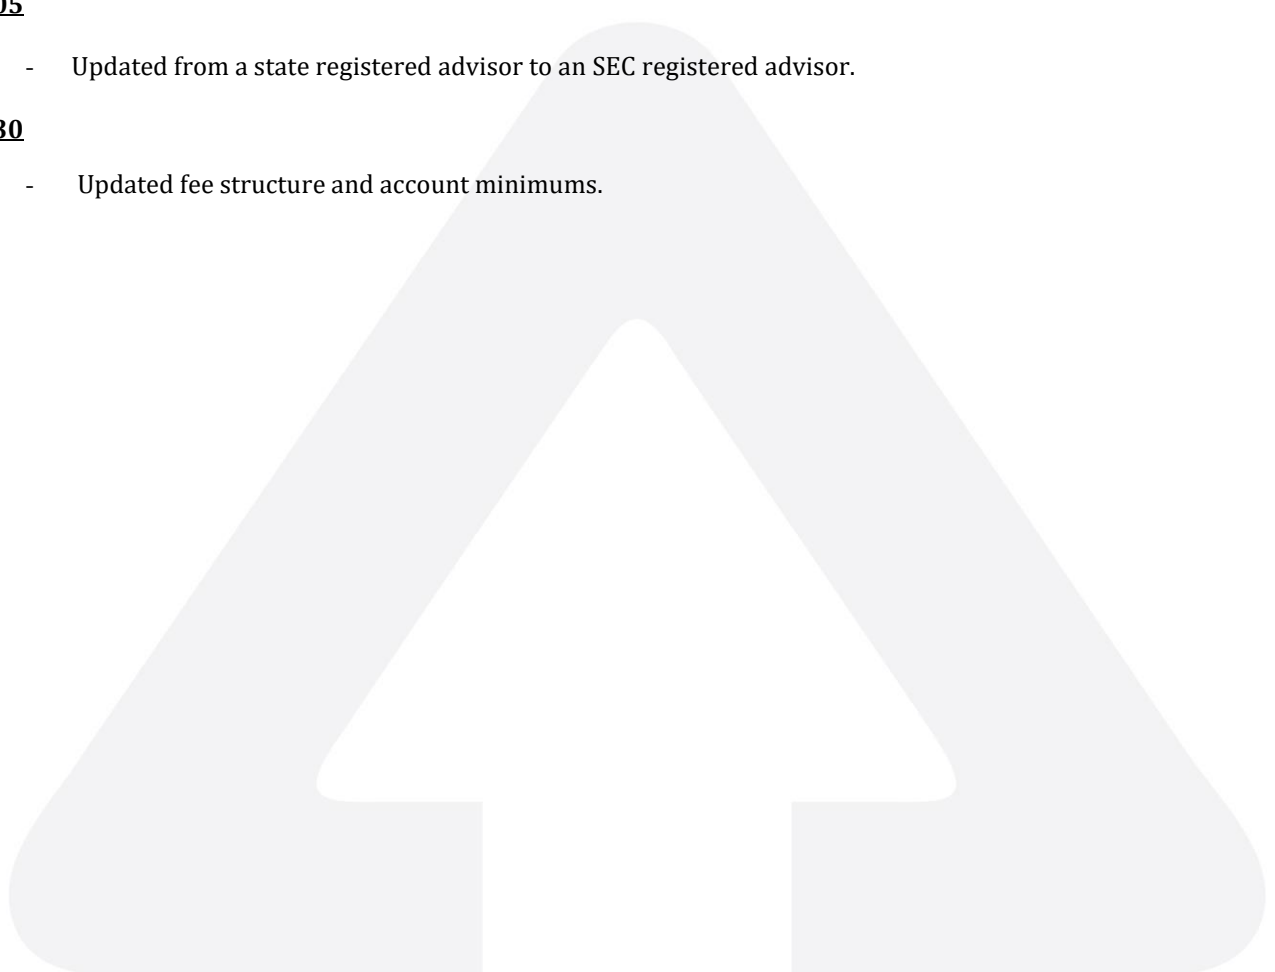 05
- Updated from a state registered advisor to an SEC registered advisor.
30
- Updated fee structure and account minimums.